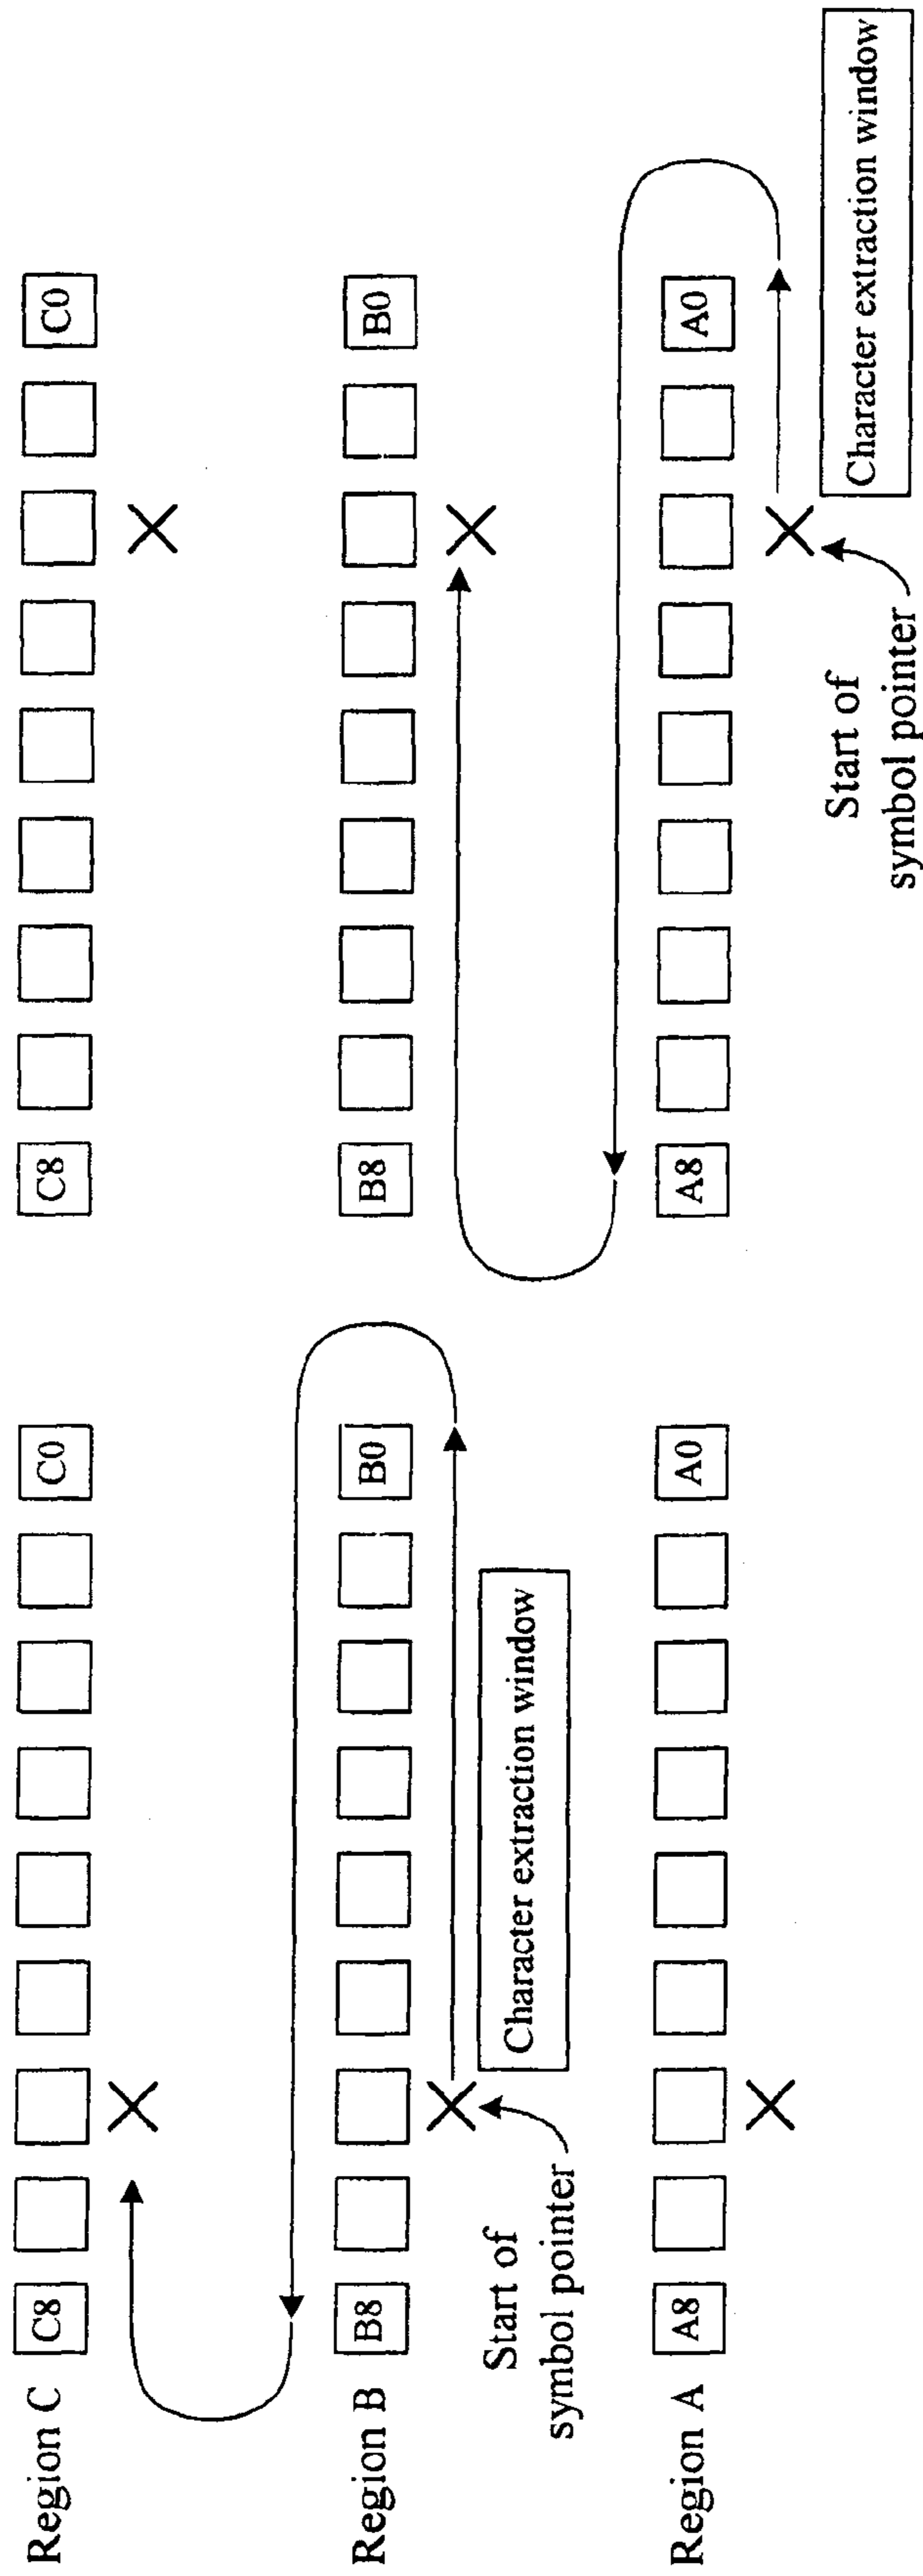 Region C
C8
C0
C8
C0
Region B
B8
B0
B8
B0
Character extraction window
Start of
symbol pointer
Region A
A8
A0
A8
A0
Character extraction window
Start of
symbol pointer